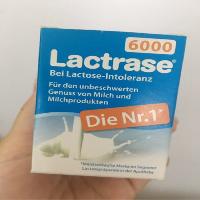 6000
Lactrase®
Bei Lactose-Intoleranz
Für den unbeschwerten
Genuss von Milch und
Milchprodukten
Die Nr.1*